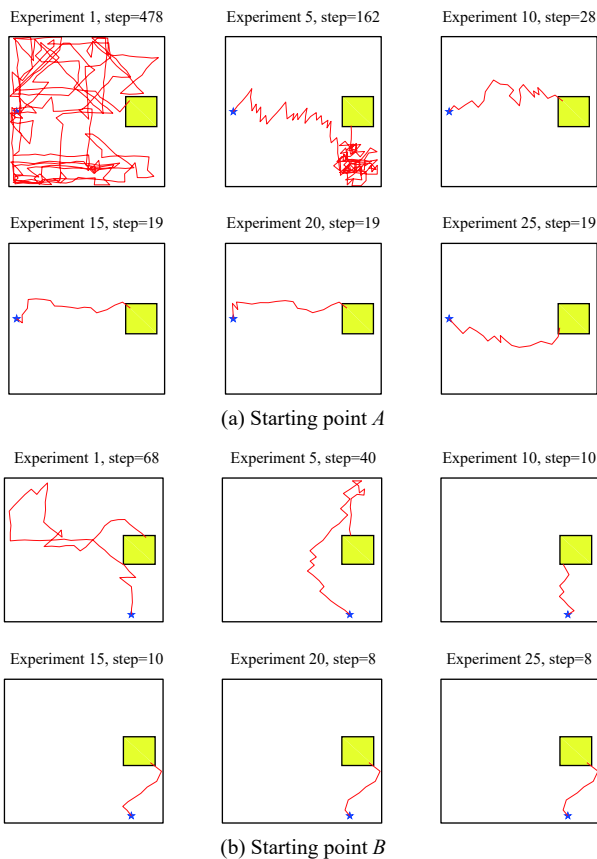 Experiment 1, step=478
Experiment 5, step=162
Experiment 10, step=28
Experiment 15, step=19
Experiment 20, step=19
Experiment 25, step=19
(a) Starting point A
Experiment 1, step=68
Experiment 5, step=40
Experiment 10, step=10
Experiment 15, step=10
Experiment 20, step=8
Experiment 25, step=8
(b) Starting point B